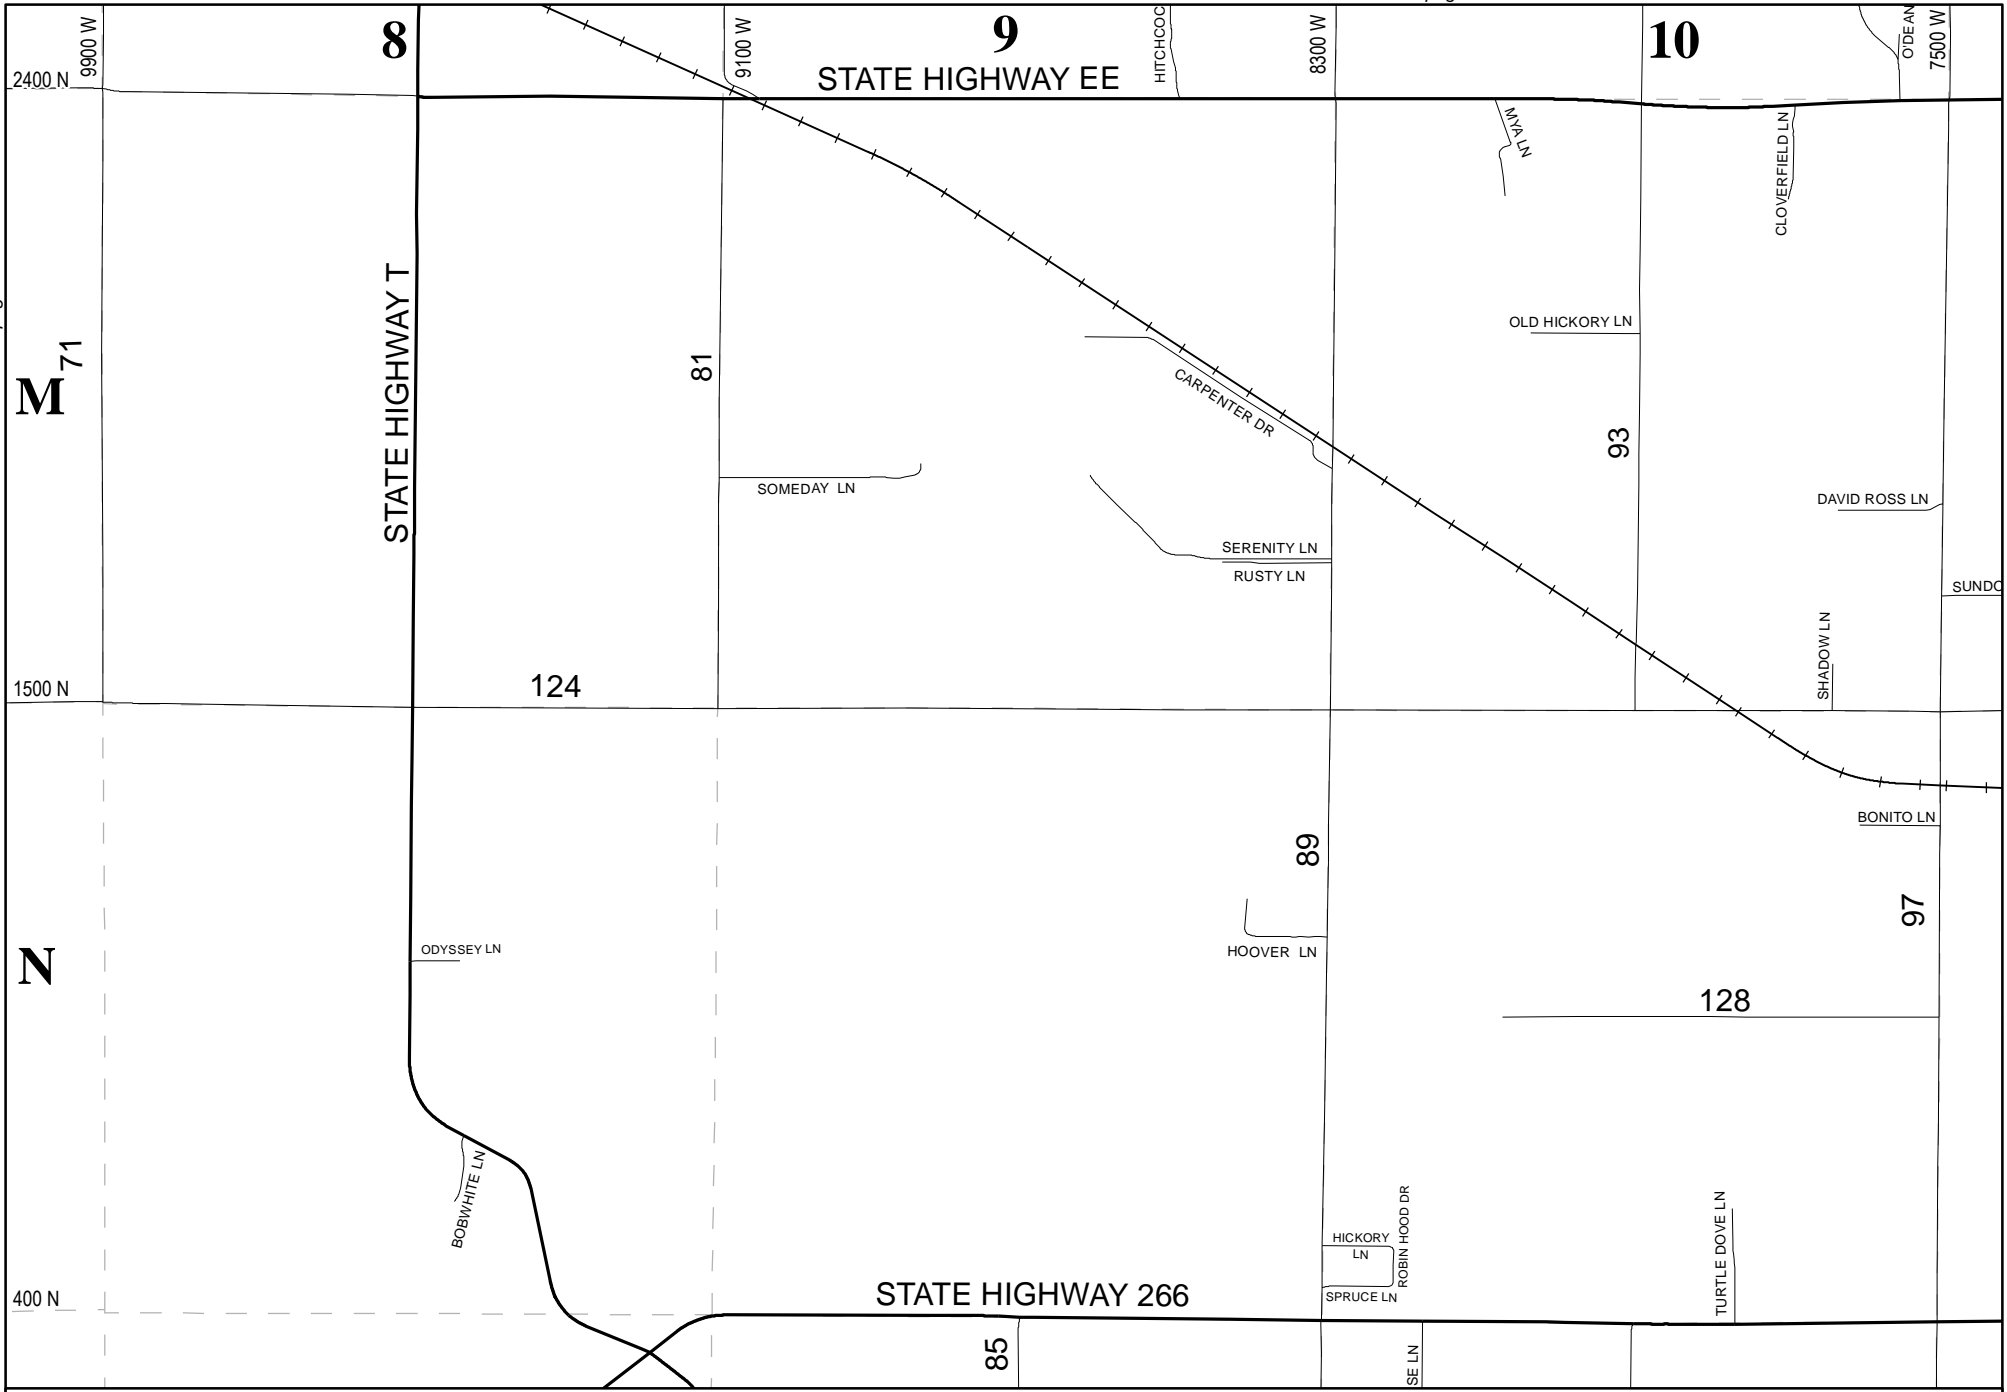 9900 W
8
9100 W
9
HITCHCOC
8300 W
10
O'DEAN
7500 W
2400 N
STATE HIGHWAY EE
MYA LN
CLOVERFIELD LN
STATE HIGHWAY T
OLD HICKORY LN
71
M
81
CARPENTER DR
93
SOMEDAY LN
DAVID ROSS LN
SERENITY LN
RUSTY LN
SUNDO
SHADOW LN
1500 N
124
BONITO LN
89
97
N
ODYSSEY LN
HOOVER LN
128
BOBWHITE LN
HICKORY
LN
ROBIN HOOD DR
TURTLE DOVE LN
SPRUCE LN
400 N
STATE HIGHWAY 266
85
SE LN